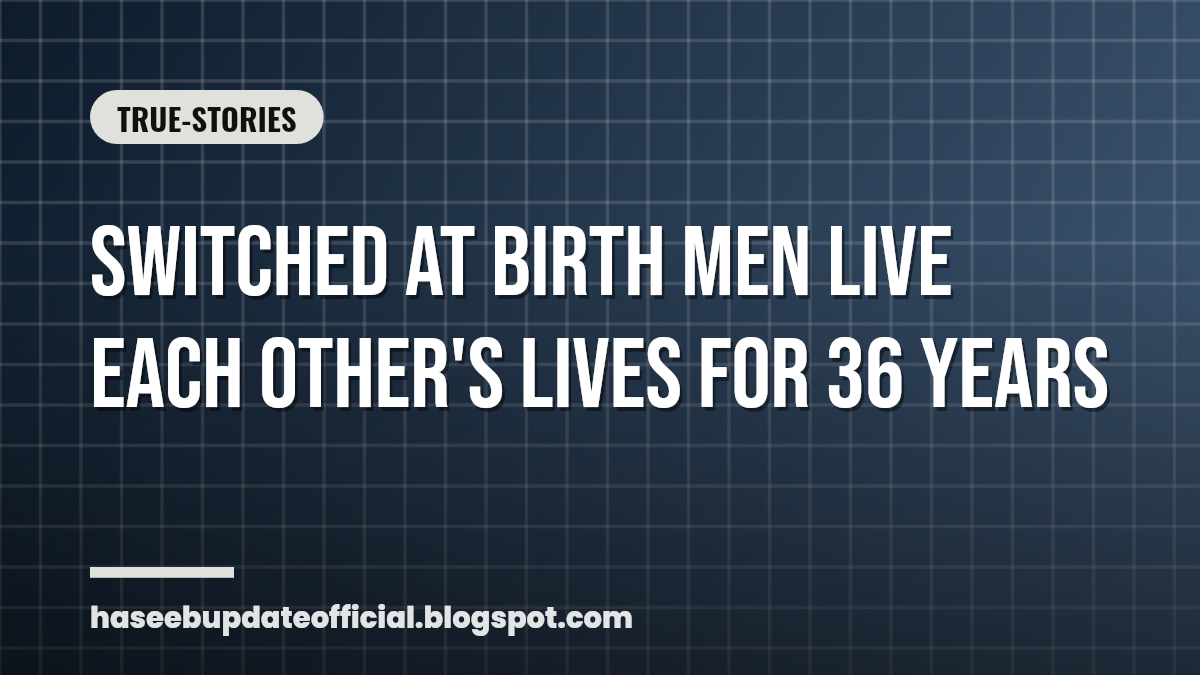 TRUE-STORIES
SWITCHED AT BIRTH MEN LIVE
EACH OTHER'S LIVES FOR 36 YEARS
haseebupdateofficial.blogspot.com